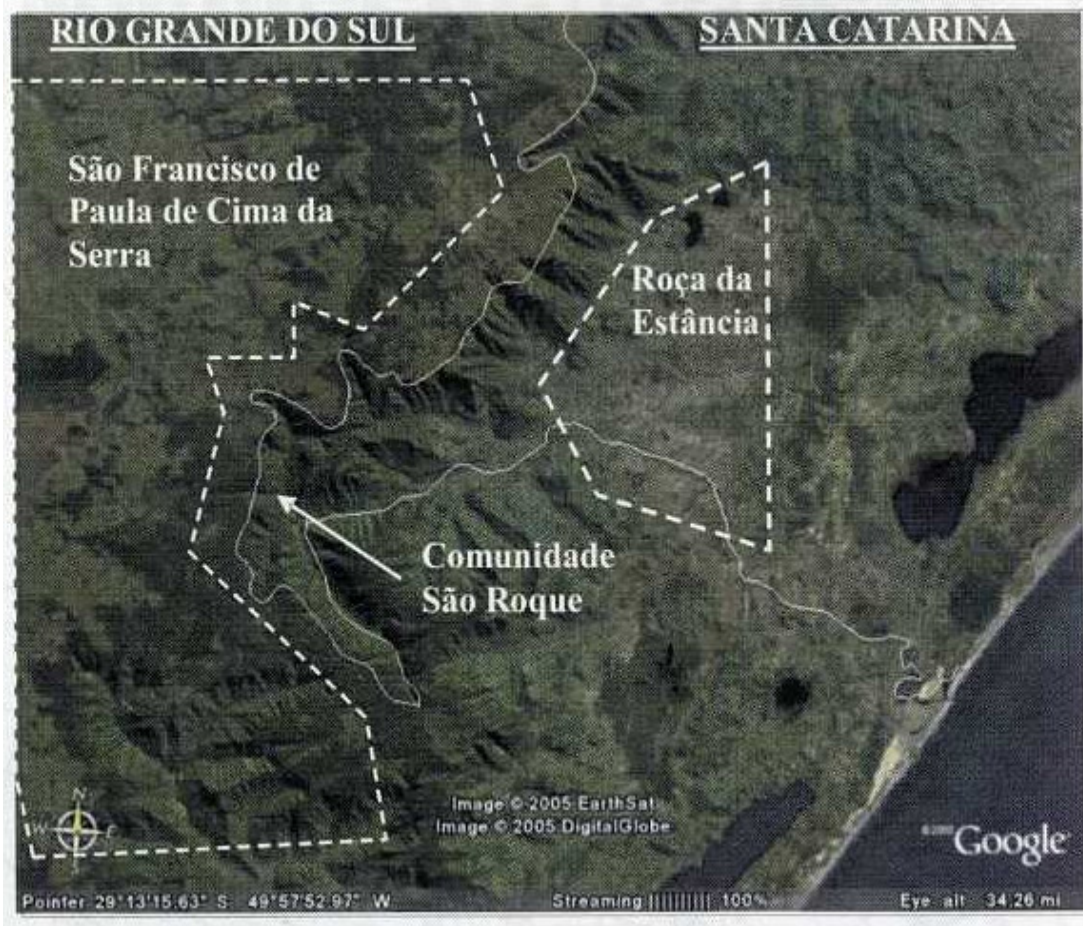 RIO GRANDE DO SUL
SANTA CATARINA
São Francisco de
Paula de Cima da
Serra
Roça da
Estância
Comunidade
São Roque
N
W
E
Image © 2005 EarthSat
Image © 2005 DigitalGlobe
Google
Pointer 29°13'15.63" S 49°57'52.97" W
Streaming |||||||||| 100%
Eye alt 34.26 mi